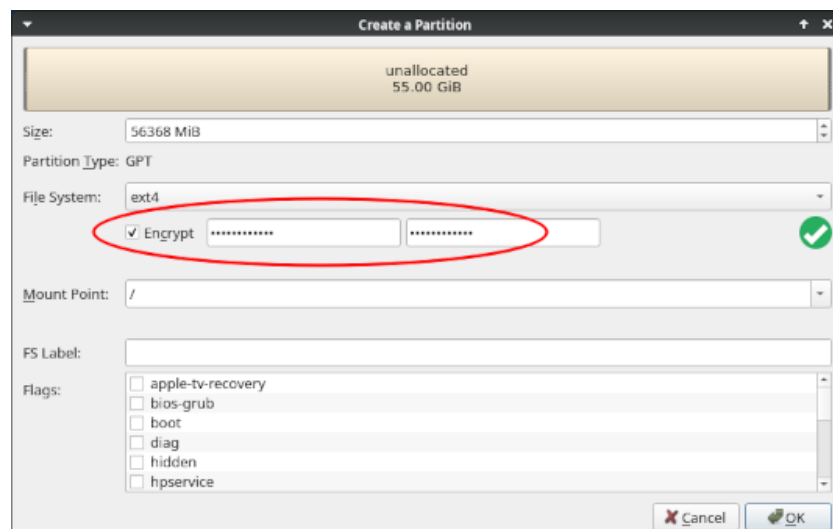 Create a Partition
unallocated
55.00 GiB
Size: 56368 MiB
Partition Type: GPT
File System: ext4
Encrypt •••••••••••• ••••••••••••
Mount Point: /
FS Label:
Flags:
apple-tv-recovery
bios-grub
boot
diag
hidden
hpservice
Cancel OK